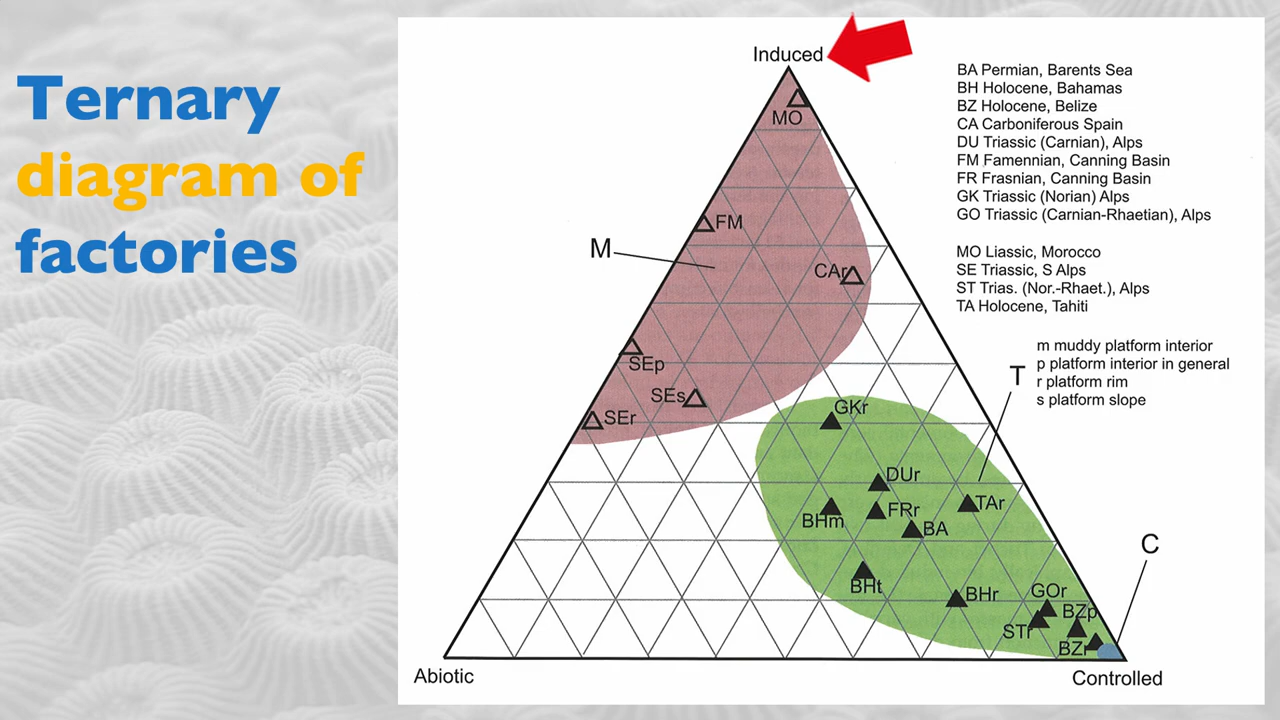 Ternary
diagram of
factories
Induced
MO
FM
M
CAr
SEp
SEs
SEr
GKr
DUr
TAr
BHm
FRr
BA
BHt
BHr
GOr
BZp
STr
BZr
C
T
Abiotic
Controlled
BA Permian, Barents Sea
BH Holocene, Bahamas
BZ Holocene, Belize
CA Carboniferous Spain
DU Triassic (Carnian), Alps
FM Famennian, Canning Basin
FR Frasnian, Canning Basin
GK Triassic (Norian) Alps
GO Triassic (Carnian-Rhaetian), Alps
MO Liassic, Morocco
SE Triassic, S Alps
ST Trias. (Nor.-Rhaet.), Alps
TA Holocene, Tahiti
m muddy platform interior
p platform interior in general
r platform rim
s platform slope